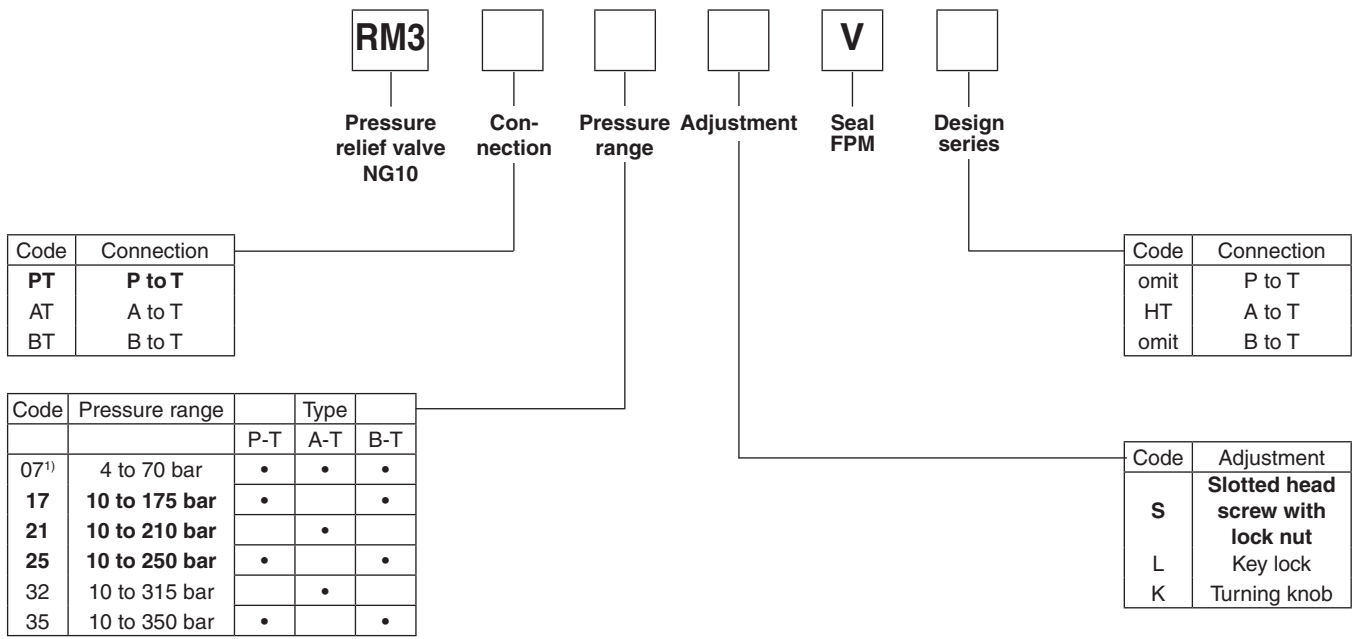 RM3 V
Pressure relief valve NG10
Con-nection
Pressure range
Adjustment
Seal FPM
Design series
Code Connection
PT P to T
AT A to T
BT B to T
Code Connection
omit P to T
HT A to T
omit B to T
Code Pressure range Type
P-T A-T B-T
07¹⁾ 4 to 70 bar • • •
17 10 to 175 bar • •
21 10 to 210 bar •
25 10 to 250 bar • •
32 10 to 315 bar •
35 10 to 350 bar • •
Code Adjustment
S Slotted head screw with lock nut
L Key lock
K Turning knob